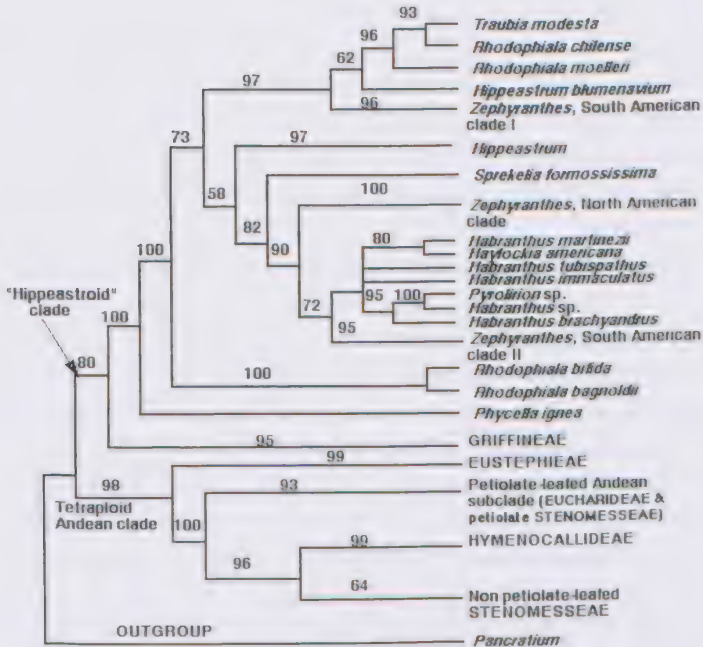 93
Traubia modesta
96
Rhodophiala chilense
62
Rhodophiala moelleri
97
Hippeastrum blumenavium
96
Zephyranthes, South American
clade I
73
97
Hippeastrum
58
Sprekelia formossissima
82
100
Zephyranthes, North American
clade
100
90
80
Habranthus martinezii
Haylockia americana
Habranthus tubispathus
Habranthus immaculatus
"Hippeastroid"
clade
72
95
100
Pyrolirion sp.
Habranthus sp.
Habranthus brachyandrus
100
95
Zephyranthes, South American
clade II
80
100
Rhodophiala bifida
Rhodophiala bagnoldii
Phycella ignea
95
GRIFFINEAE
99
EUSTEPHIEAE
98
93
Petiolate-leafed Andean
subclade (EUCHARIDEAE &
petiolate STENOMESSEAE)
Tetraploid
Andean clade
100
99
HYMENOCALLIDEAE
96
64
Non petiolate-leafed
STENOMESSEAE
OUTGROUP
Pancratium